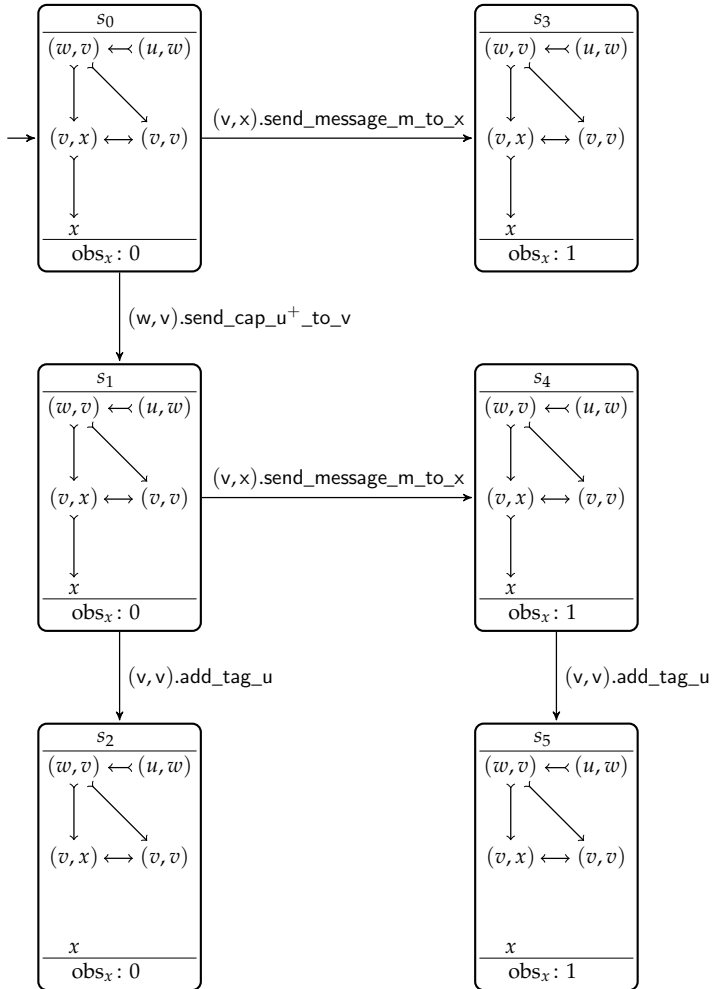 s₀
(w, v) (u, w)
(v, x) (v, v)
x
obsₓ: 0
(v,x).send_message_m_to_x
s₃
(w, v) (u, w)
(v, x) (v, v)
x
obsₓ: 1
(w,v).send_cap_u⁺_to_v
s₁
(w, v) (u, w)
(v, x) (v, v)
x
obsₓ: 0
(v,x).send_message_m_to_x
s₄
(w, v) (u, w)
(v, x) (v, v)
x
obsₓ: 1
(v,v).add_tag_u
(v,v).add_tag_u
s₂
(w, v) (u, w)
(v, x) (v, v)
x
obsₓ: 0
s₅
(w, v) (u, w)
(v, x) (v, v)
x
obsₓ: 1